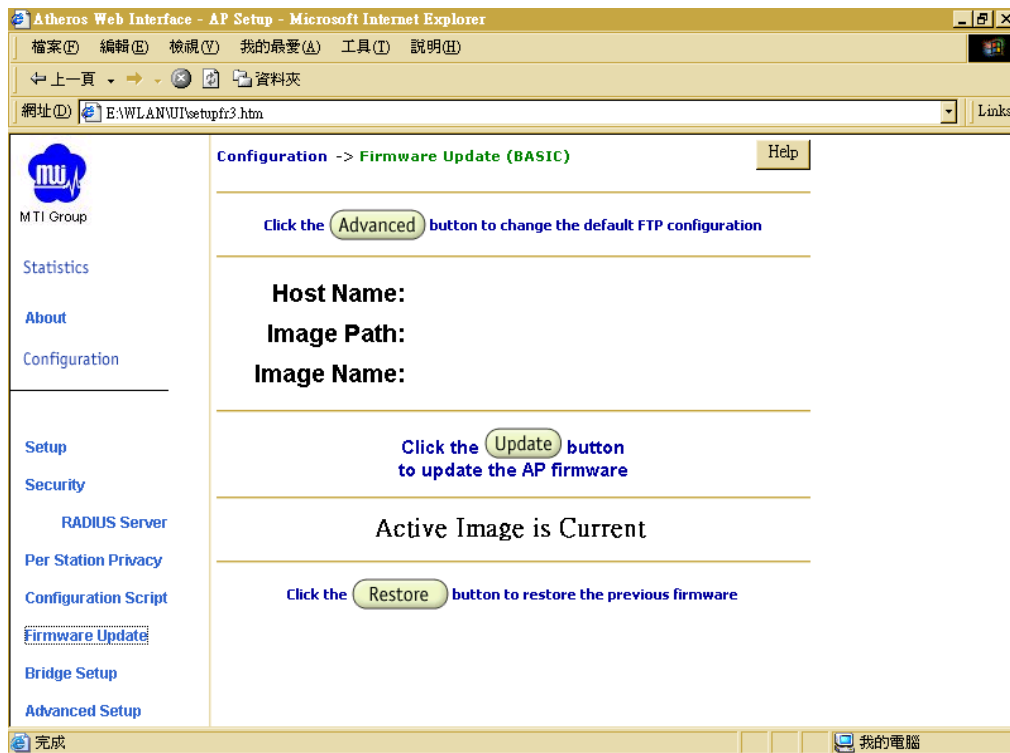 Atheros Web Interface - AP Setup - Microsoft Internet Explorer
檔案(F) 編輯(E) 檢視(V) 我的最愛(A) 工具(T) 說明(H)
上一頁 資料夾
網址(D) E:\WLAN\UI\setupfr3.htm Links
MTI Group
Statistics
About
Configuration
Setup
Security
RADIUS Server
Per Station Privacy
Configuration Script
Firmware Update
Bridge Setup
Advanced Setup
Configuration -> Firmware Update (BASIC) Help
Click the Advanced button to change the default FTP configuration
Host Name:
Image Path:
Image Name:
Click the Update button
to update the AP firmware
Active Image is Current
Click the Restore button to restore the previous firmware
完成 我的電腦